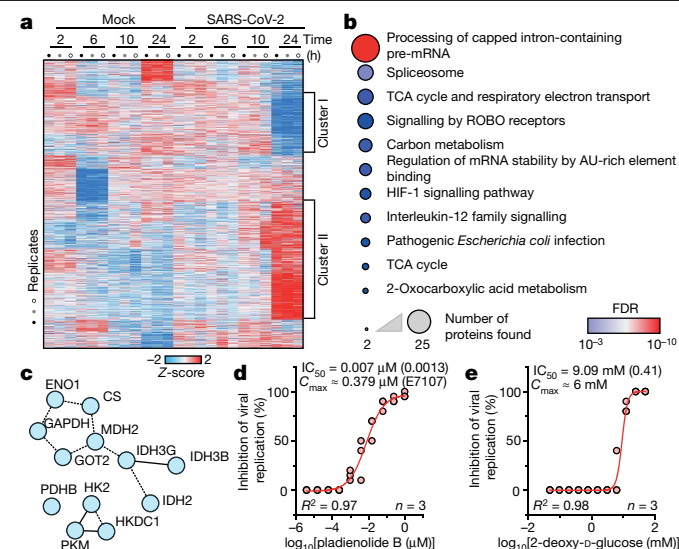 a
Mock SARS-CoV-2
2 6 10 24 2 6 10 24 Time
(h)
Cluster I
Cluster II
Replicates
–2 2
Z-score
b
Processing of capped intron-containing
pre-mRNA
Spliceosome
TCA cycle and respiratory electron transport
Signalling by ROBO receptors
Carbon metabolism
Regulation of mRNA stability by AU-rich element
binding
HIF-1 signalling pathway
Interleukin-12 family signalling
Pathogenic Escherichia coli infection
TCA cycle
2-Oxocarboxylic acid metabolism
2 25
Number of
proteins found
FDR
10⁻³ 10⁻¹⁰
c
ENO1
CS
GAPDH
MDH2
GOT2
IDH3G
IDH3B
IDH2
PDHB
HK2
HKDC1
PKM
d
IC₅₀ = 0.007 µM (0.0013)
Cmax ≈ 0.379 µM (E7107)
Inhibition of viral
replication (%)
100
50
0
R² = 0.97 n = 3
–6 –4 –2 0
log₁₀[pladienolide B (µM)]
e
IC₅₀ = 9.09 mM (0.41)
Cmax ≈ 6 mM
Inhibition of viral
replication (%)
100
50
0
R² = 0.98 n = 3
–2 0 2
log₁₀[2-deoxy-D-glucose (mM)]